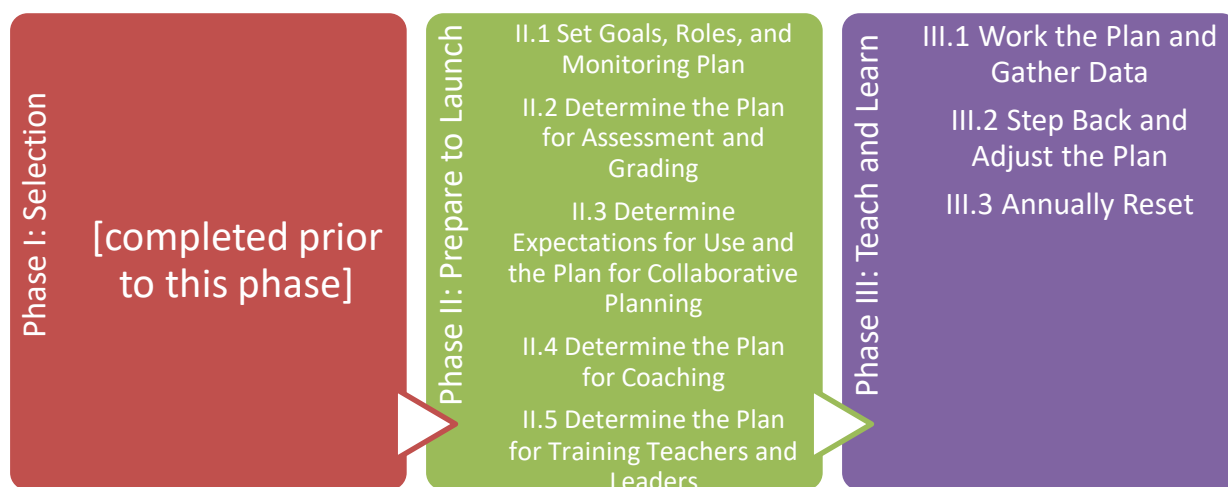 Phase I: Selection
[completed prior
to this phase]
Phase II: Prepare to Launch
II.1 Set Goals, Roles, and
Monitoring Plan
II.2 Determine the Plan
for Assessment and
Grading
II.3 Determine
Expectations for Use and
the Plan for Collaborative
Planning
II.4 Determine the Plan
for Coaching
II.5 Determine the Plan
for Training Teachers and
Leaders
Phase III: Teach and Learn
III.1 Work the Plan and
Gather Data
III.2 Step Back and
Adjust the Plan
III.3 Annually Reset